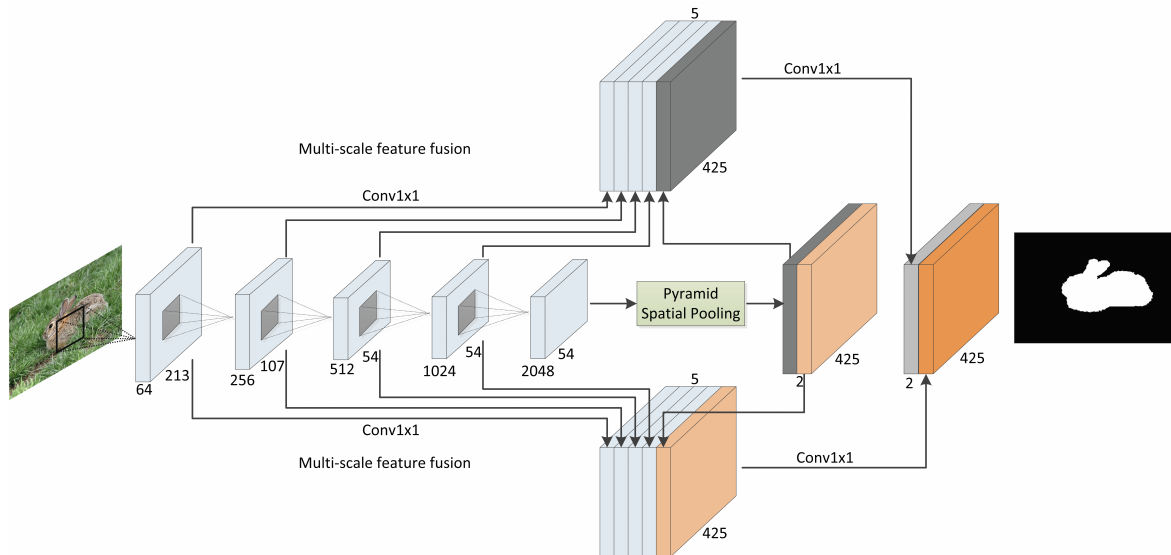 5
Conv1x1
Multi-scale feature fusion
425
Conv1x1
Pyramid
Spatial Pooling
64
213
256
107
512
54
1024
54
2048
54
2
425
2
425
5
Conv1x1
Multi-scale feature fusion
Conv1x1
425